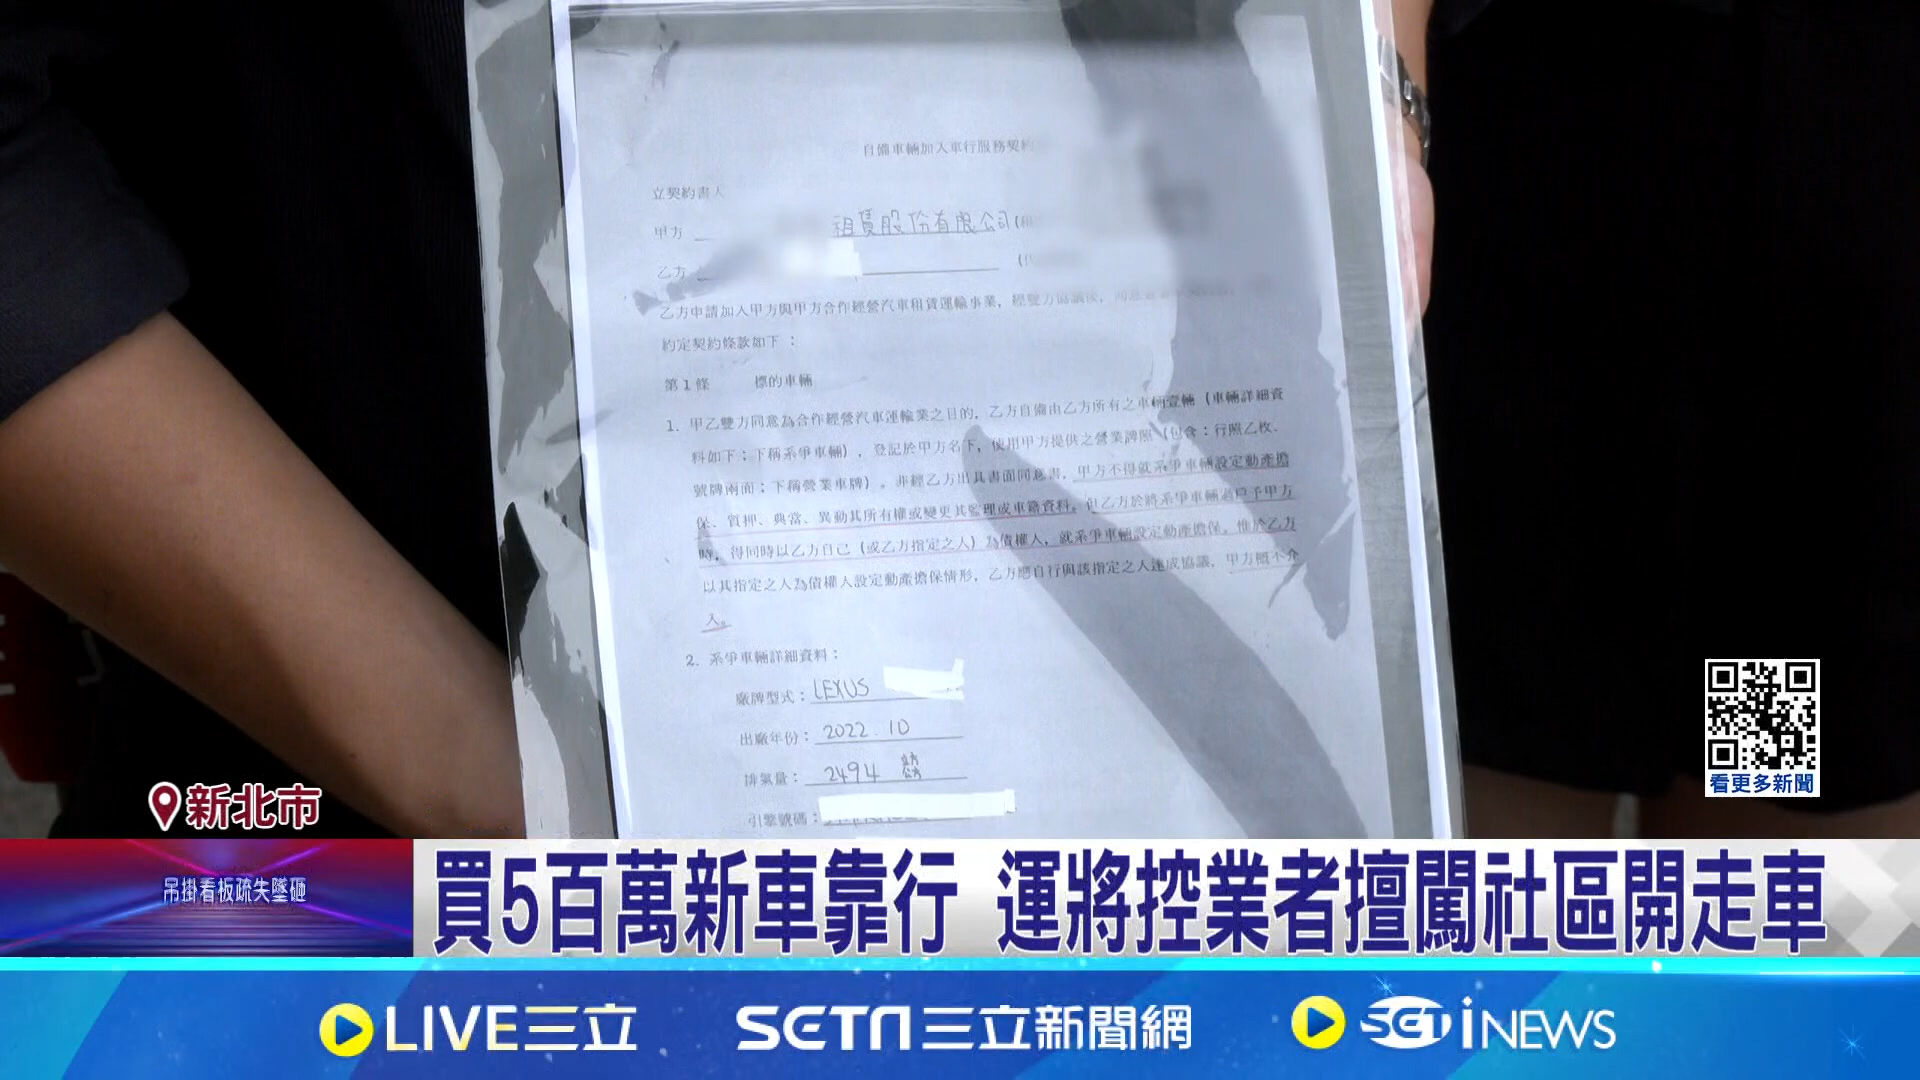 自備車輛加入車行服務契約
立契約書人
甲方 租賃股份有限公司
乙方
乙方申請加入甲方與甲方合作經營汽車租賃運輸事業，經雙方協議後，
約定契約條款如下：
第1條 標的車輛
1. 甲乙雙方同意為合作經營汽車運輸業之目的，乙方自備由乙方所有之車輛壹輛（車輛詳細資
料如下；下稱系爭車輛），登記於甲方名下，使用甲方提供之營業牌照（包含：行照乙枚、
號牌兩面；下稱營業車牌）。非經乙方出具書面同意書，甲方不得就系爭車輛設定動產擔
保、質押、典當、異動其所有權或變更其監理或車籍資料。但乙方於將系爭車輛過戶予甲方
時，得同時以乙方自己（或乙方指定之人）為債權人，就系爭車輛設定動產擔保。惟於乙方
以其指定之人為債權人設定動產擔保情形，乙方應自行與該指定之人達成協議，甲方概不介
入。
2. 系爭車輛詳細資料：
廠牌型式：LEXUS
出廠年份：2022.10
排氣量：2494 立方公分
引擎號碼：
看更多新聞
新北市
吊掛看板疏失墜砸
買5百萬新車靠行 運將控業者擅闖社區開走車
LIVE三立
SETN三立新聞網
SET iNEWS